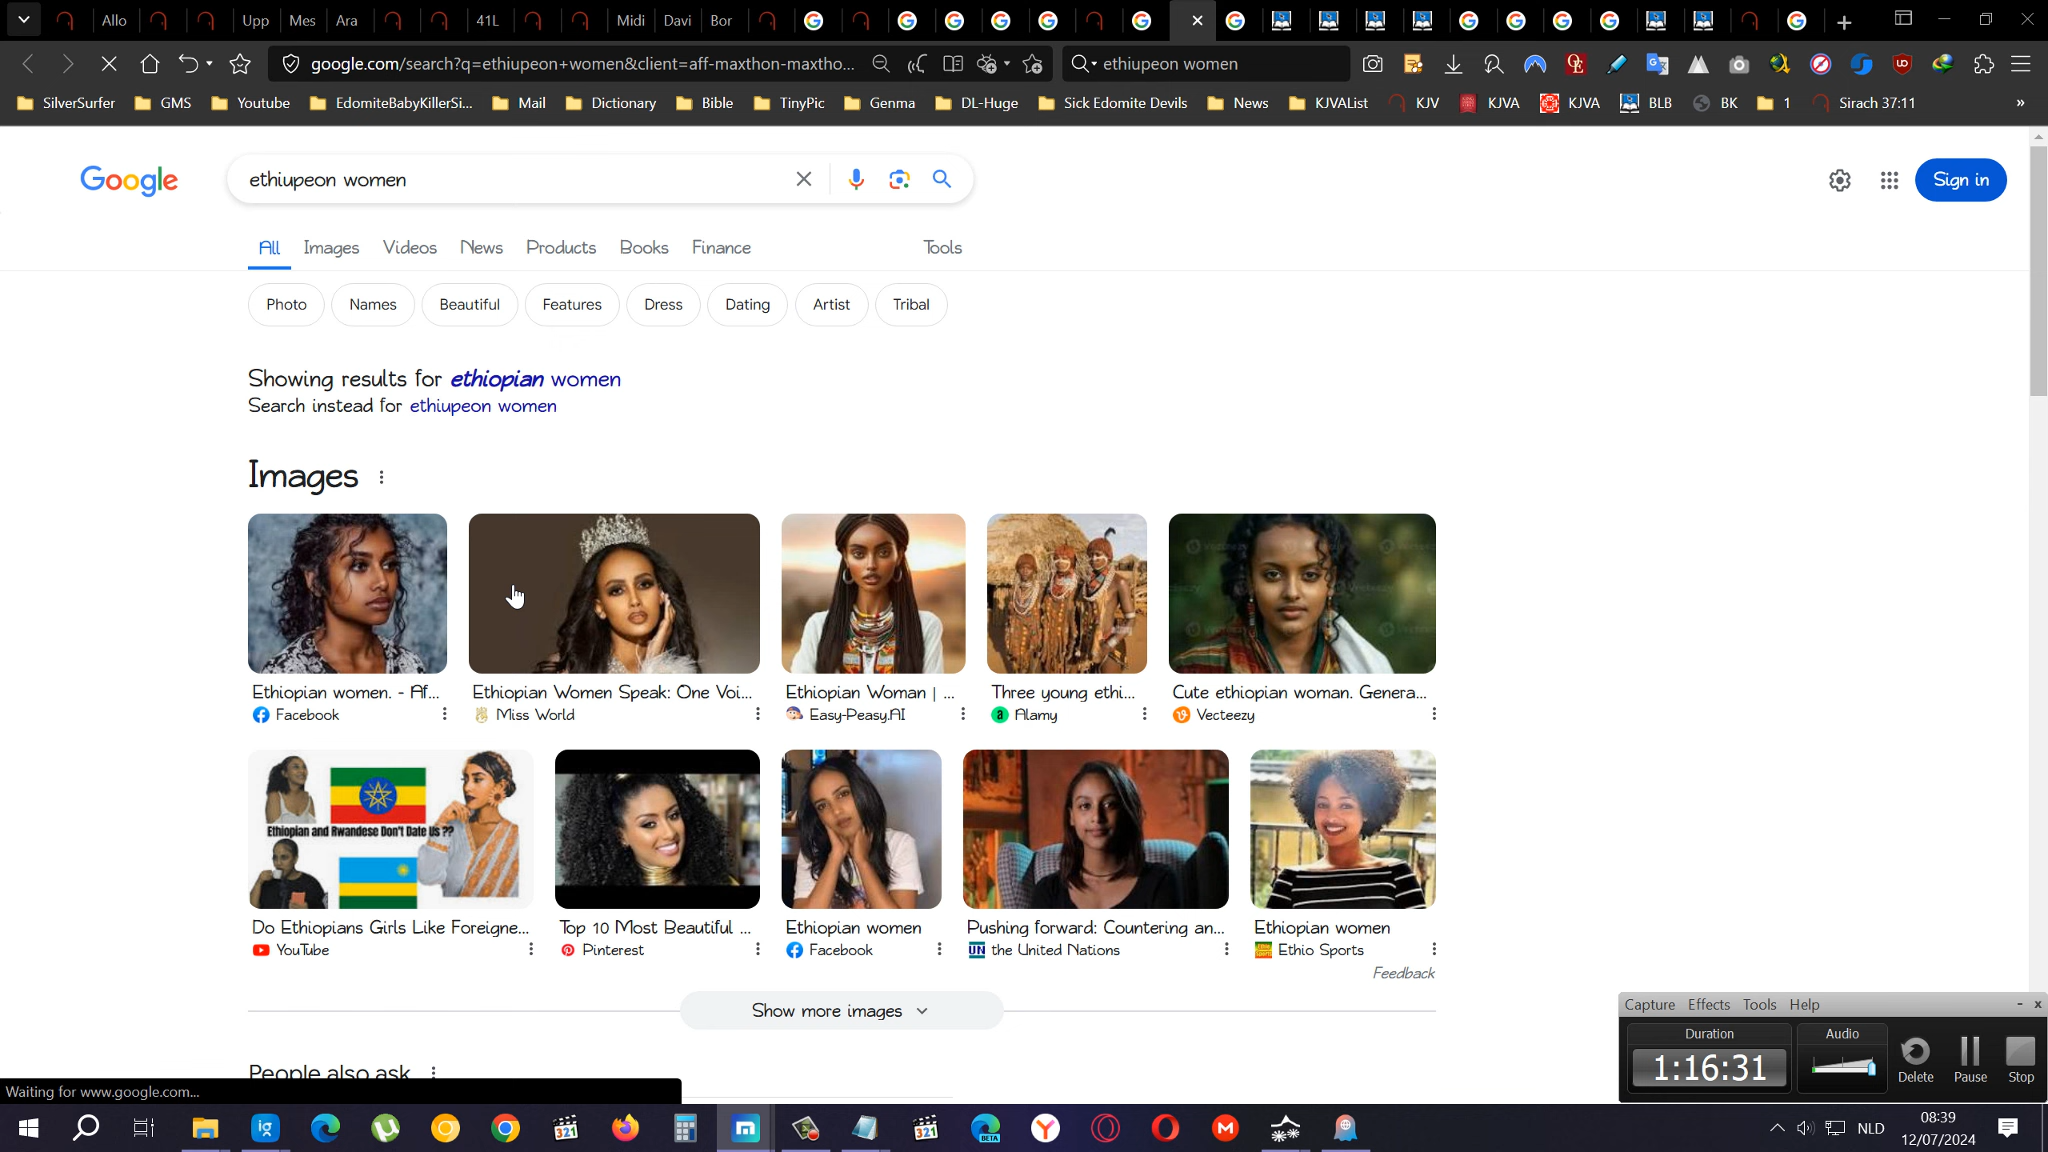 Allo
Upp
Mes
Ara
41L
Midi
Davi
Bor
google.com/search?q=ethiupeon+women&client=aff-maxthon-maxtho...
ethiupeon women
SilverSurfer
GMS
Youtube
EdomiteBabyKillerSi...
Mail
Dictionary
Bible
TinyPic
Genma
DL-Huge
Sick Edomite Devils
News
KJVAList
KJV
KJVA
KJVA
BLB
BK
1
Sirach 37:11
»
Google
ethiupeon women
Sign in
All
Images
Videos
News
Products
Books
Finance
Tools
Photo
Names
Beautiful
Features
Dress
Dating
Artist
Tribal
Showing results for ethiopian women
Search instead for ethiupeon women
Images
Ethiopian women. - Af...
Facebook
Ethiopian Women Speak: One Voi...
Miss World
Ethiopian Woman | ...
Easy-Peasy.AI
Three young ethi...
Alamy
Cute ethiopian woman. Genera...
Vecteezy
Ethiopian and Rwandese Don't Date Us ??
Do Ethiopians Girls Like Foreigne...
YouTube
Top 10 Most Beautiful ...
Pinterest
Ethiopian women
Facebook
Pushing forward: Countering an...
UN the United Nations
Ethiopian women
Ethio Sports
Feedback
Show more images
People also ask
Waiting for www.google.com...
Capture Effects Tools Help
Duration
1:16:31
Audio
Delete
Pause
Stop
NLD
08:39
12/07/2024